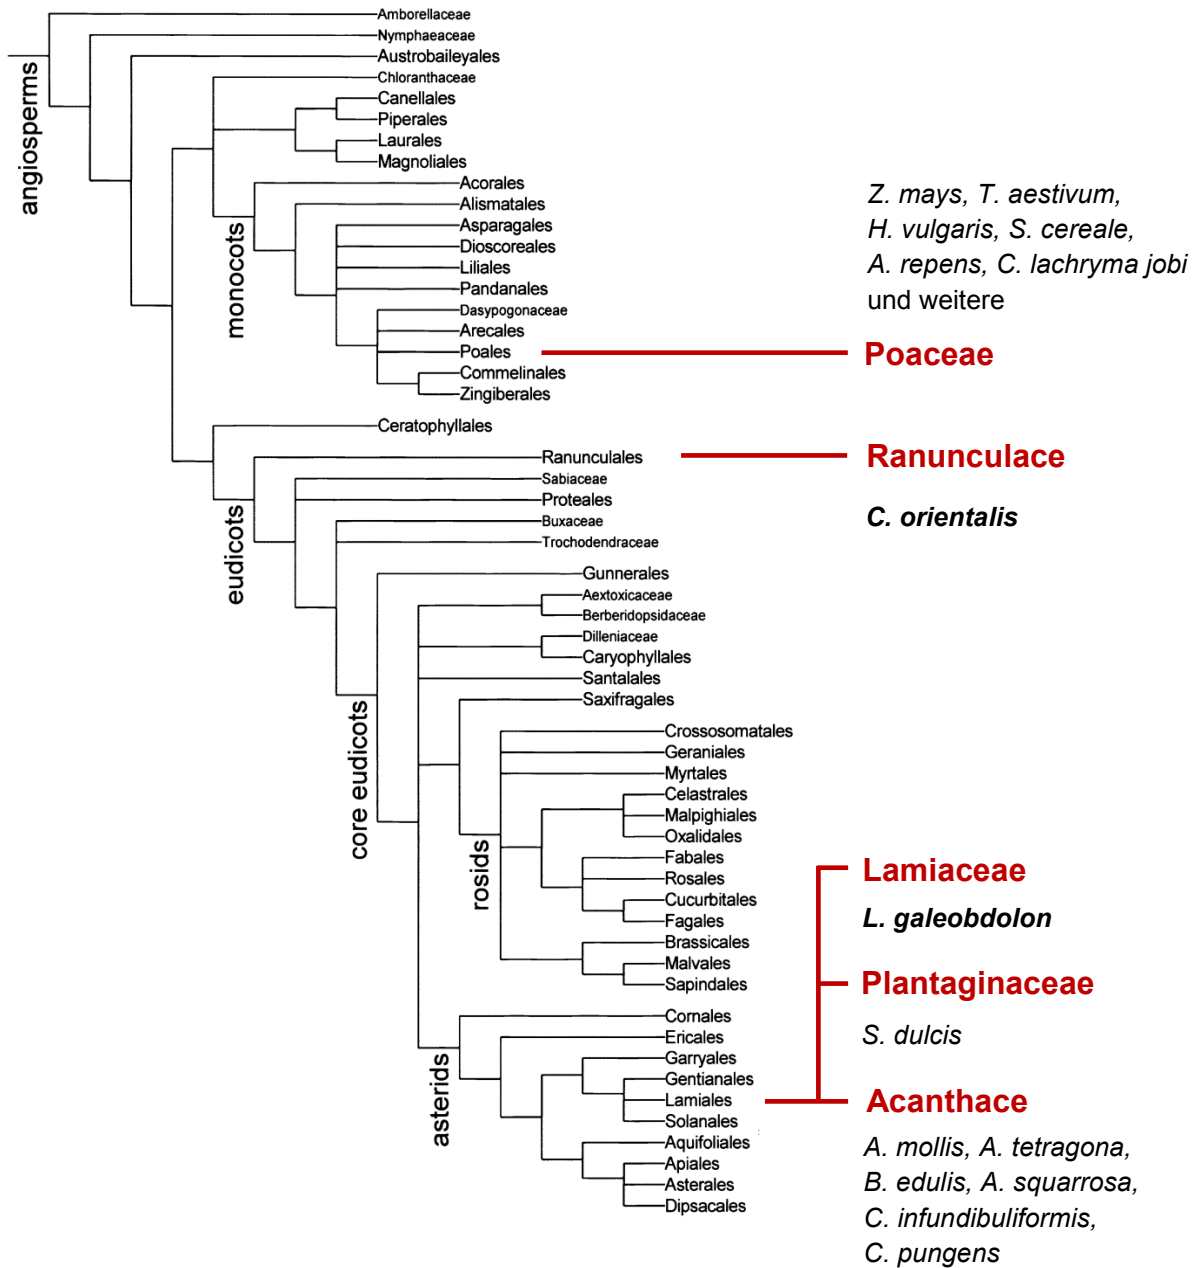 Amborellaceae
Nymphaeaceae
Austrobaileyales
Chloranthaceae
Canellales
Piperales
Laurales
Magnoliales
Acorales
Alismatales
Asparagales
Dioscoreales
Liliales
Pandanales
Dasypogonaceae
Arecales
Poales
Commelinales
Zingiberales
Ceratophyllales
Ranunculales
Sabiaceae
Proteales
Buxaceae
Trochodendraceae
Gunnerales
Aextoxicaceae
Berberidopsidaceae
Dilleniaceae
Caryophyllales
Santalales
Saxifragales
Crossosomatales
Geraniales
Myrtales
Celastrales
Malpighiales
Oxalidales
Fabales
Rosales
Cucurbitales
Fagales
Brassicales
Malvales
Sapindales
Cornales
Ericales
Garryales
Gentianales
Lamiales
Solanales
Aquifoliales
Apiales
Asterales
Dipsacales
angiosperms
monocots
eudicots
core eudicots
rosids
asterids
Z. mays, T. aestivum,
H. vulgaris, S. cereale,
A. repens, C. lachryma jobi
und weitere
Poaceae
Ranunculace
C. orientalis
Lamiaceae
L. galeobdolon
Plantaginaceae
S. dulcis
Acanthace
A. mollis, A. tetragona,
B. edulis, A. squarrosa,
C. infundibuliformis,
C. pungens